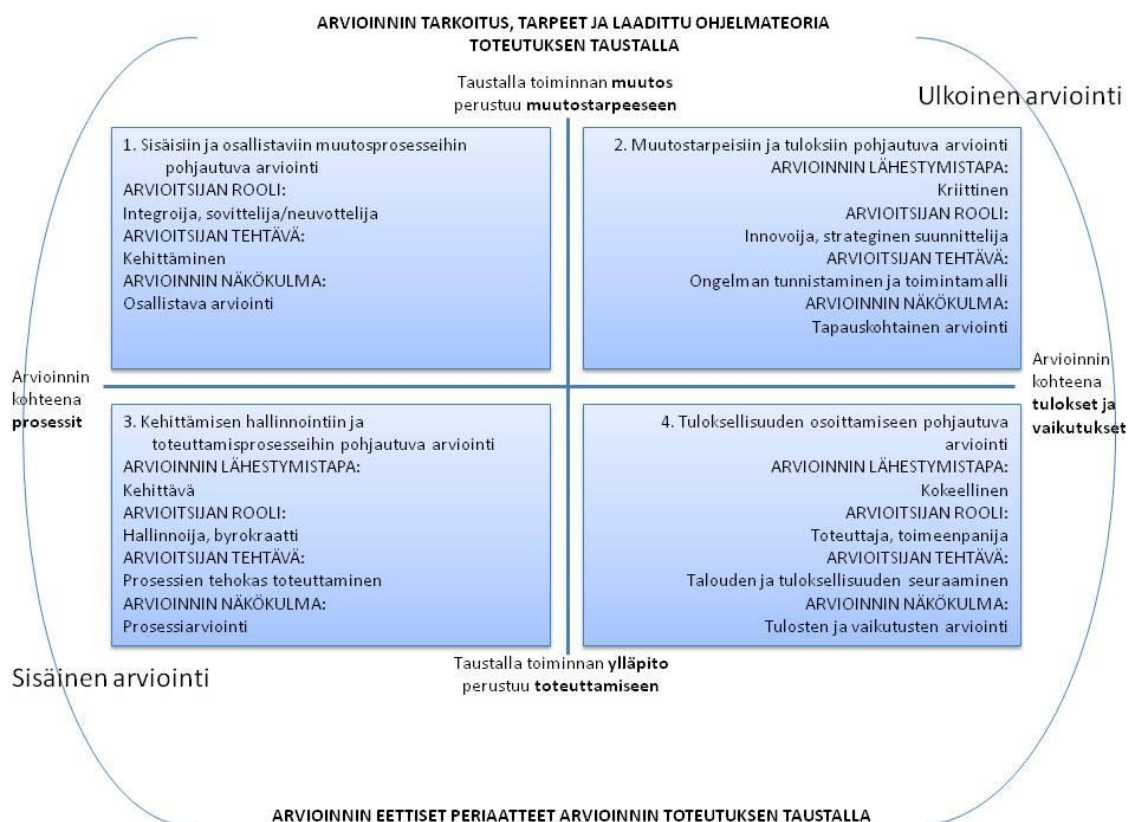 ARVIOINNIN TARKOITUS, TARPEET JA LAADITTU OHJELMATEORIA
TOTEUTUKSEN TAUSTALLA
Taustalla toiminnan muutos
perustuu muutostarpeeseen
Ulkoinen arviointi
1. Sisäisiin ja osallistaviin muutosprosesseihin
pohjautuva arviointi
ARVIOITSIJAN ROOLI:
Integroija, sovittelija/neuvottelija
ARVIOITSIJAN TEHTÄVÄ:
Kehittäminen
ARVIOINNIN NÄKÖKULMA:
Osallistava arviointi
2. Muutostarpeisiin ja tuloksiin pohjautuva arviointi
ARVIOINNIN LÄHESTYMISTAPA:
Kriittinen
ARVIOITSIJAN ROOLI:
Innovoija, strateginen suunnittelija
ARVIOITSIJAN TEHTÄVÄ:
Ongelman tunnistaminen ja toimintamalli
ARVIOINNIN NÄKÖKULMA:
Tapauskohtainen arviointi
Arvioinnin
kohteena
prosessit
Arvioinnin
kohteena
tulokset ja
vaikutukset
3. Kehittämisen hallinnointiin ja
toteuttamisprosesseihin pohjautuva arviointi
ARVIOINNIN LÄHESTYMISTAPA:
Kehittävä
ARVIOITSIJAN ROOLI:
Hallinnoija, byrokraatti
ARVIOITSIJAN TEHTÄVÄ:
Prosessien tehokas toteuttaminen
ARVIOINNIN NÄKÖKULMA:
Prosessiarviointi
4. Tuloksellisuuden osoittamiseen pohjautuva
arviointi
ARVIOINNIN LÄHESTYMISTAPA:
Kokeellinen
ARVIOITSIJAN ROOLI:
Toteuttaja, toimeenpanija
ARVIOITSIJAN TEHTÄVÄ:
Talouden ja tuloksellisuuden seuraaminen
ARVIOINNIN NÄKÖKULMA:
Tulosten ja vaikutusten arviointi
Sisäinen arviointi
Taustalla toiminnan ylläpito
perustuu toteuttamiseen
ARVIOINNIN EETTISET PERIAATTEET ARVIOINNIN TOTEUTUKSEN TAUSTALLA